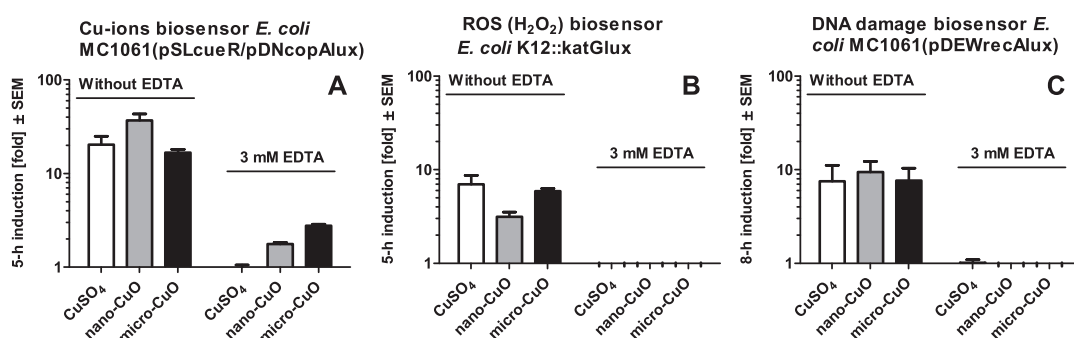 Cu-ions biosensor E. coli
MC1061(pSLcueR/pDNcopAlux)
5-h induction [fold] ± SEM
100
10
1
Without EDTA
A
3 mM EDTA
CuSO₄
nano-CuO
micro-CuO
CuSO₄
nano-CuO
micro-CuO
ROS (H₂O₂) biosensor
E. coli K12::katGlux
5-h induction [fold] ± SEM
100
10
1
Without EDTA
B
3 mM EDTA
CuSO₄
nano-CuO
micro-CuO
CuSO₄
nano-CuO
micro-CuO
DNA damage biosensor E.
coli MC1061(pDEWrecAlux)
8-h induction [fold] ± SEM
100
10
1
Without EDTA
C
3 mM EDTA
CuSO₄
nano-CuO
micro-CuO
CuSO₄
nano-CuO
micro-CuO